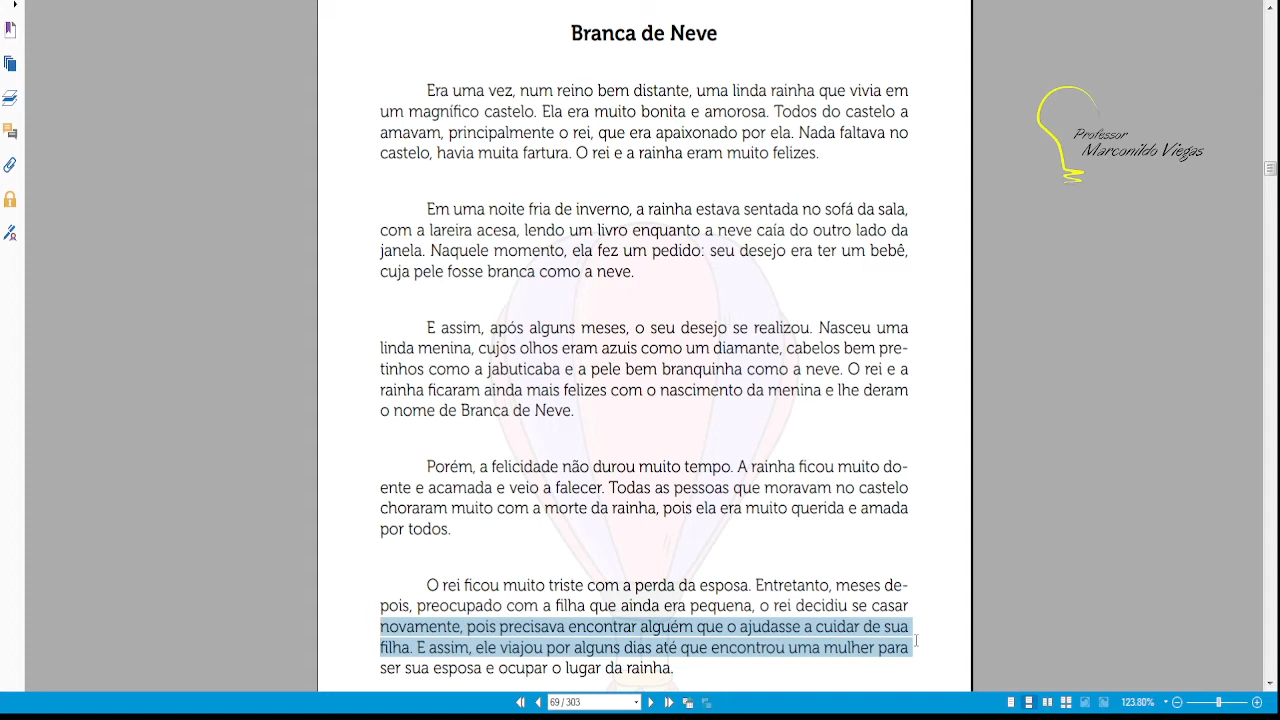 Branca de Neve
Era uma vez, num reino bem distante, uma linda rainha que vivia em
um magnífico castelo. Ela era muito bonita e amorosa. Todos do castelo a
amavam, principalmente o rei, que era apaixonado por ela. Nada faltava no
castelo, havia muita fartura. O rei e a rainha eram muito felizes.
Em uma noite fria de inverno, a rainha estava sentada no sofá da sala,
com a lareira acesa, lendo um livro enquanto a neve caía do outro lado da
janela. Naquele momento, ela fez um pedido: seu desejo era ter um bebê,
cuja pele fosse branca como a neve.
E assim, após alguns meses, o seu desejo se realizou. Nasceu uma
linda menina, cujos olhos eram azuis como um diamante, cabelos bem pre-
tinhos como a jabuticaba e a pele bem branquinha como a neve. O rei e a
rainha ficaram ainda mais felizes com o nascimento da menina e lhe deram
o nome de Branca de Neve.
Porém, a felicidade não durou muito tempo. A rainha ficou muito do-
ente e acamada e veio a falecer. Todas as pessoas que moravam no castelo
choraram muito com a morte da rainha, pois ela era muito querida e amada
por todos.
O rei ficou muito triste com a perda da esposa. Entretanto, meses de-
pois, preocupado com a filha que ainda era pequena, o rei decidiu se casar
novamente, pois precisava encontrar alguém que o ajudasse a cuidar de sua
filha. E assim, ele viajou por alguns dias até que encontrou uma mulher para
ser sua esposa e ocupar o lugar da rainha.
Professor
Marconildo Viegas
69 / 303
123.80%